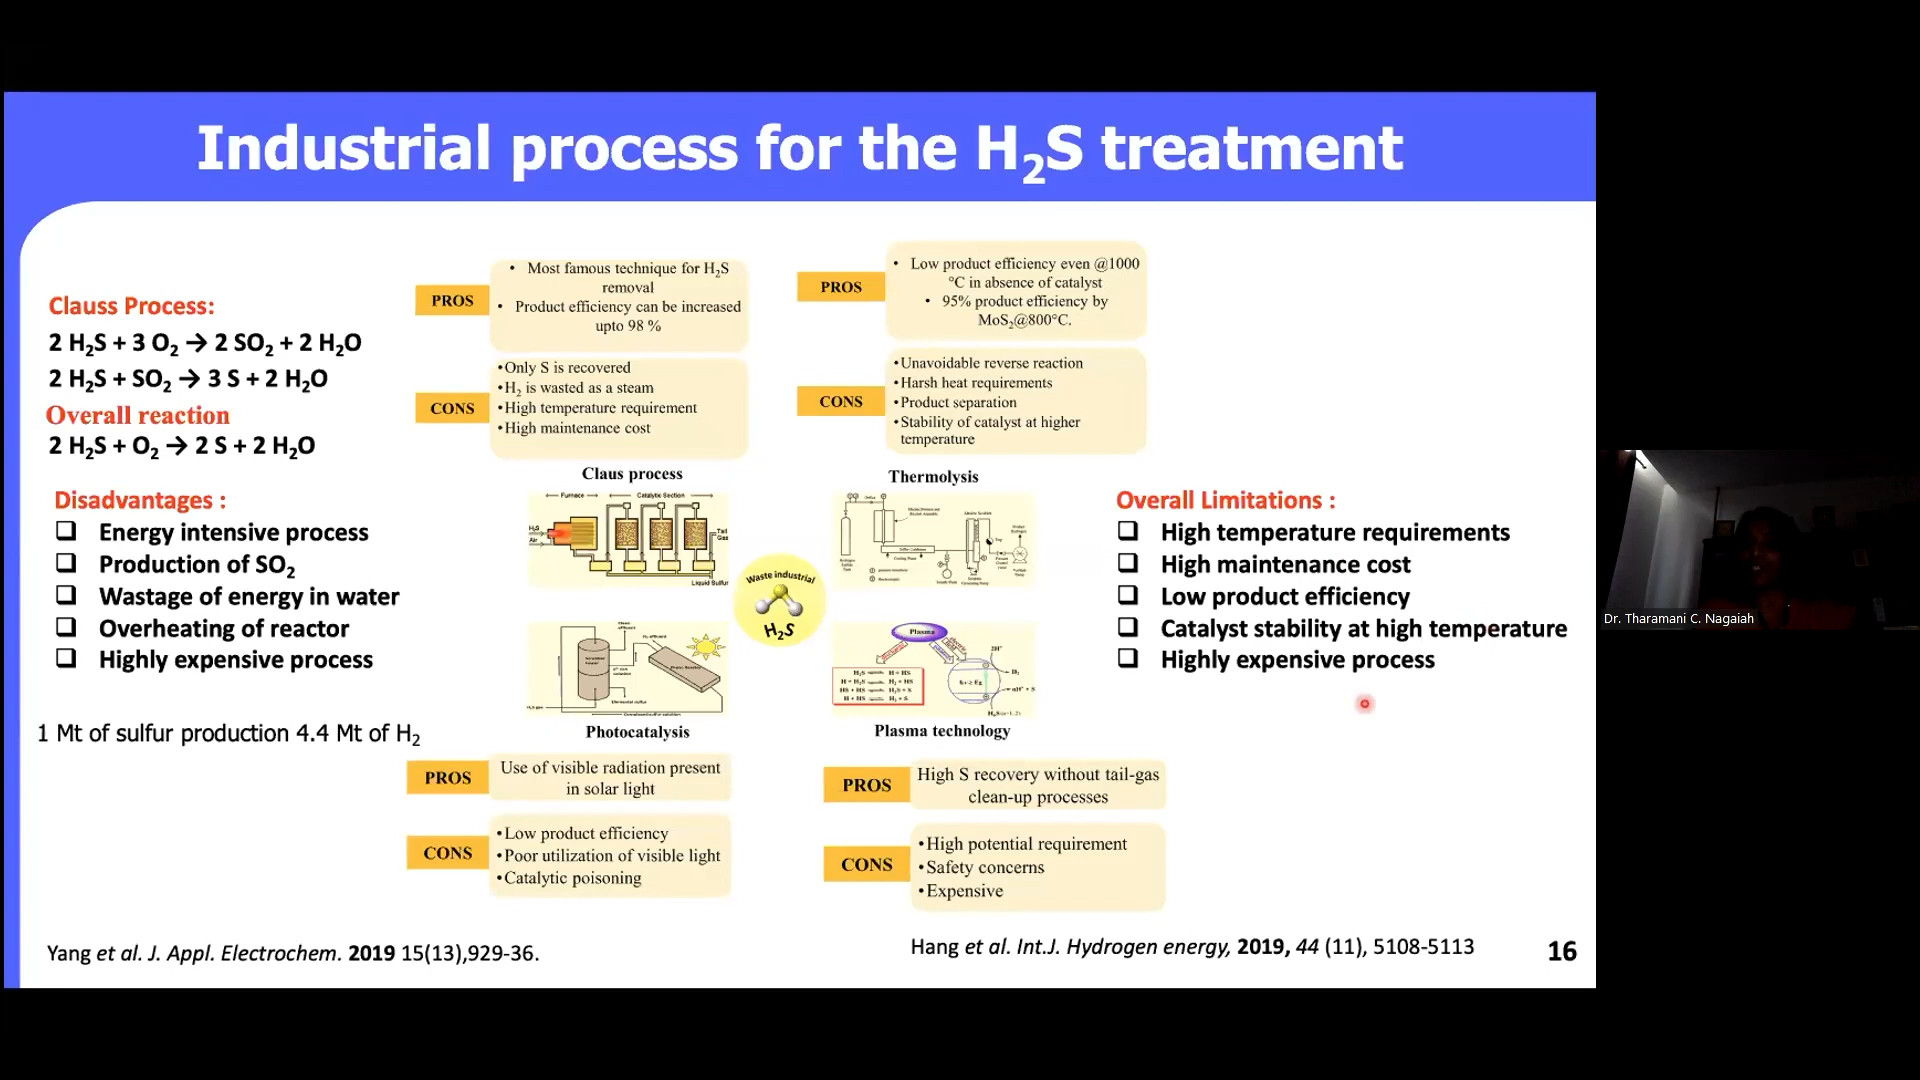 Industrial process for the H2S treatment
Clauss Process:
2 H2S + 3 O2 → 2 SO2 + 2 H2O
2 H2S + SO2 → 3 S + 2 H2O
Overall reaction
2 H2S + O2 → 2 S + 2 H2O
Disadvantages :
Energy intensive process
Production of SO2
Wastage of energy in water
Overheating of reactor
Highly expensive process
1 Mt of sulfur production 4.4 Mt of H2
PROS
• Most famous technique for H2S
removal
• Product efficiency can be increased
upto 98 %
CONS
•Only S is recovered
•H2 is wasted as a steam
•High temperature requirement
•High maintenance cost
Claus process
Furnace
Catalytic Section
H2S
Air
Tail
Gas
Liquid Sulfur
PROS
• Low product efficiency even @1000
°C in absence of catalyst
• 95% product efficiency by
MoS2@800°C.
CONS
•Unavoidable reverse reaction
•Harsh heat requirements
•Product separation
•Stability of catalyst at higher
temperature
Thermolysis
Waste industrial
H2S
Photocatalysis
PROS
Use of visible radiation present
in solar light
CONS
•Low product efficiency
•Poor utilization of visible light
•Catalytic poisoning
Plasma
Plasma technology
PROS
High S recovery without tail-gas
clean-up processes
CONS
•High potential requirement
•Safety concerns
•Expensive
Overall Limitations :
High temperature requirements
High maintenance cost
Low product efficiency
Catalyst stability at high temperature
Highly expensive process
Dr. Tharamani C. Nagaiah
Yang et al. J. Appl. Electrochem. 2019 15(13),929-36.
Hang et al. Int.J. Hydrogen energy, 2019, 44 (11), 5108-5113
16